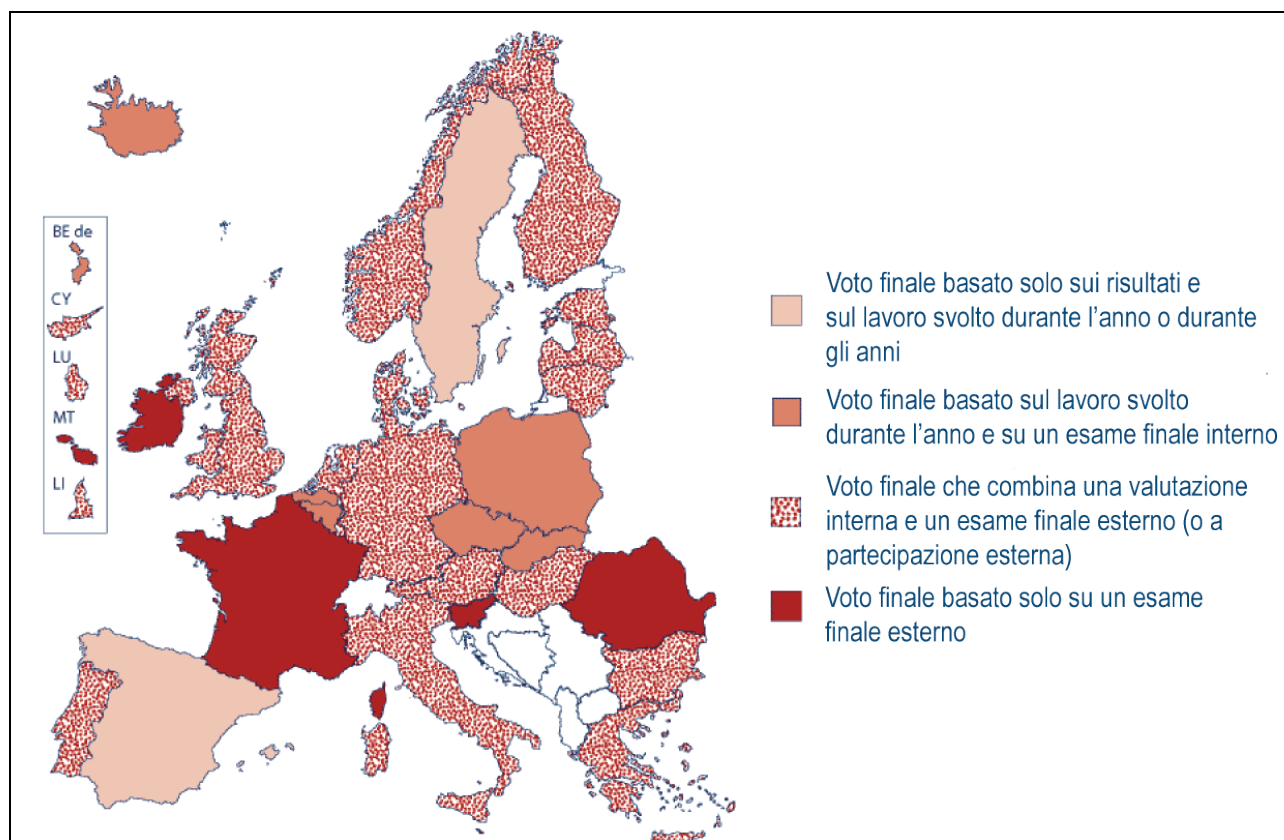 BE de
CY
LU
MT
LI
Voto finale basato solo sui risultati e
sul lavoro svolto durante l'anno o durante
gli anni
Voto finale basato sul lavoro svolto
durante l'anno e su un esame finale interno
Voto finale che combina una valutazione
interna e un esame finale esterno (o a
partecipazione esterna)
Voto finale basato solo su un esame
finale esterno